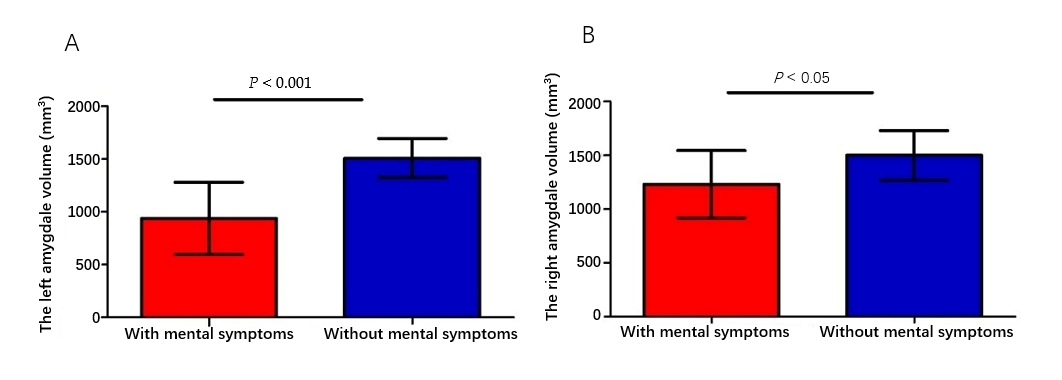 A
P < 0.001
The left amygdale volume (mm³)
2000
1500
1000
500
0
With mental symptoms
Without mental symptoms
B
P < 0.05
The right amygdale volume (mm³)
2000
1500
1000
500
0
With mental symptoms
Without mental symptoms